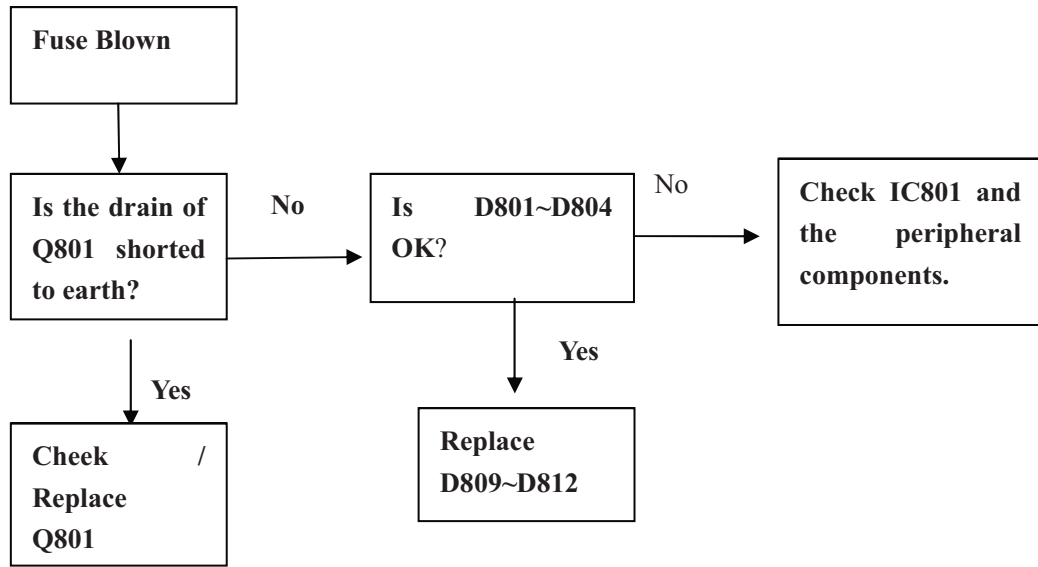 Fuse Blown
Is the drain of
Q801 shorted
to earth?
No
Is D801~D804
OK?
No
Check IC801 and
the peripheral
components.
Yes
Cheek /
Replace
Q801
Yes
Replace
D809~D812